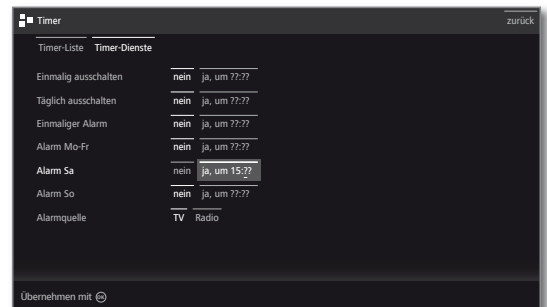 Timer zurück
Timer-Liste Timer-Dienste
Einmalig ausschalten nein ja, um ??:??
Täglich ausschalten nein ja, um ??:??
Einmaliger Alarm nein ja, um ??:??
Alarm Mo-Fr nein ja, um ??:??
Alarm Sa nein ja, um 15:??
Alarm So nein ja, um ??:??
Alarmquelle TV Radio
Übernehmen mit OK